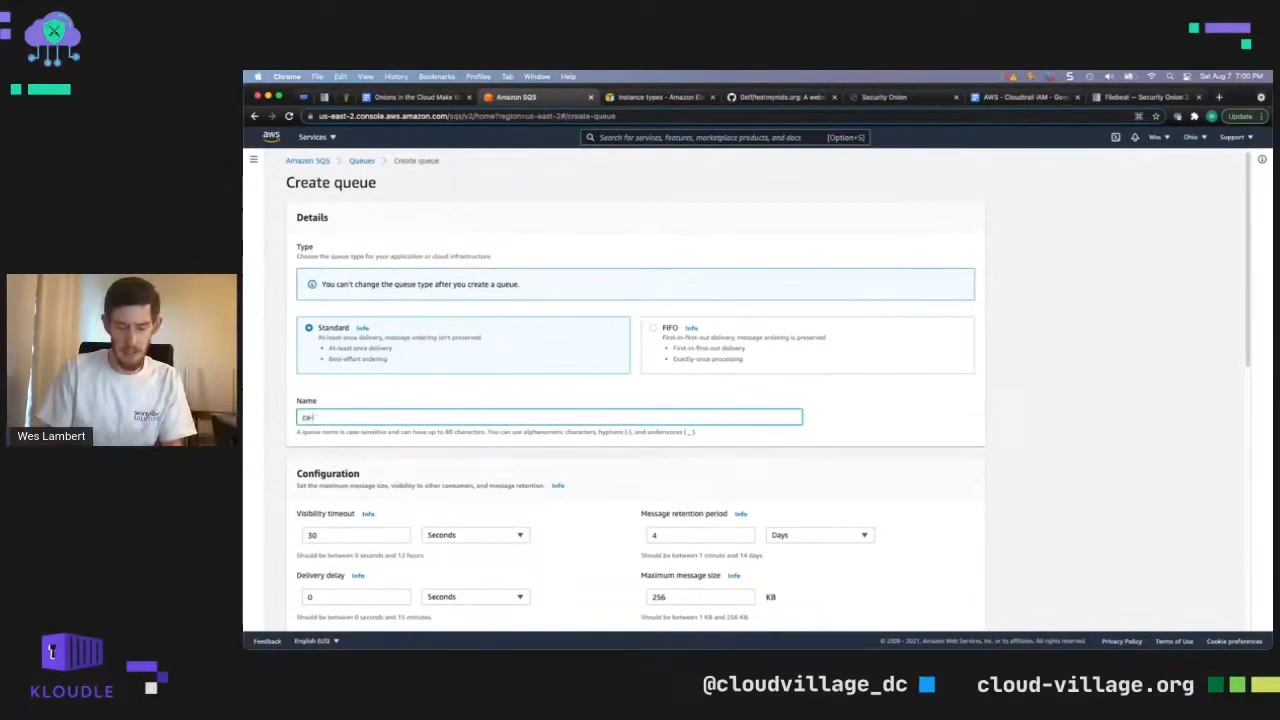 Chrome File Edit View History Bookmarks Profiles Tab Window Help
Sat Aug 7 7:00 PM
Onions in the Cloud Make th
Amazon SQS
Instance types - Amazon El
0xtf/testmynids.org: A webs
Security Onion
AWS - Cloudtrail IAM - Ge
Filebeat — Security Onion 2
us-east-2.console.aws.amazon.com/sqs/v2/home?region=us-east-2#/create-queue
Update
aws
Services
Search for services, features, marketplace products, and docs
[Option+S]
Wes
Ohio
Support
Amazon SQS
Queues
Create queue
Create queue
Details
Type
Choose the queue type for your application or cloud infrastructure.
You can't change the queue type after you create a queue.
Standard Info
At-least-once delivery, message ordering isn't preserved
• At-least once delivery
• Best-effort ordering
FIFO Info
First-in-first-out delivery, message ordering is preserved
• First-in-first-out delivery
• Exactly-once processing
Name
A queue name is case-sensitive and can have up to 80 characters. You can use alphanumeric characters, hyphens (-), and underscores ( _ ).
Configuration
Set the maximum message size, visibility to other consumers, and message retention. Info
Visibility timeout Info
30
Seconds
Should be between 0 seconds and 12 hours.
Message retention period Info
4
Days
Should be between 1 minute and 14 days.
Delivery delay Info
0
Seconds
Should be between 0 seconds and 15 minutes.
Maximum message size Info
256
KB
Should be between 1 KB and 256 KB.
Feedback
English (US)
© 2008 - 2021, Amazon Web Services, Inc. or its affiliates. All rights reserved.
Privacy Policy
Terms of Use
Cookie preferences
Wes Lambert
KLOUDLE
@cloudvillage_dc
cloud-village.org